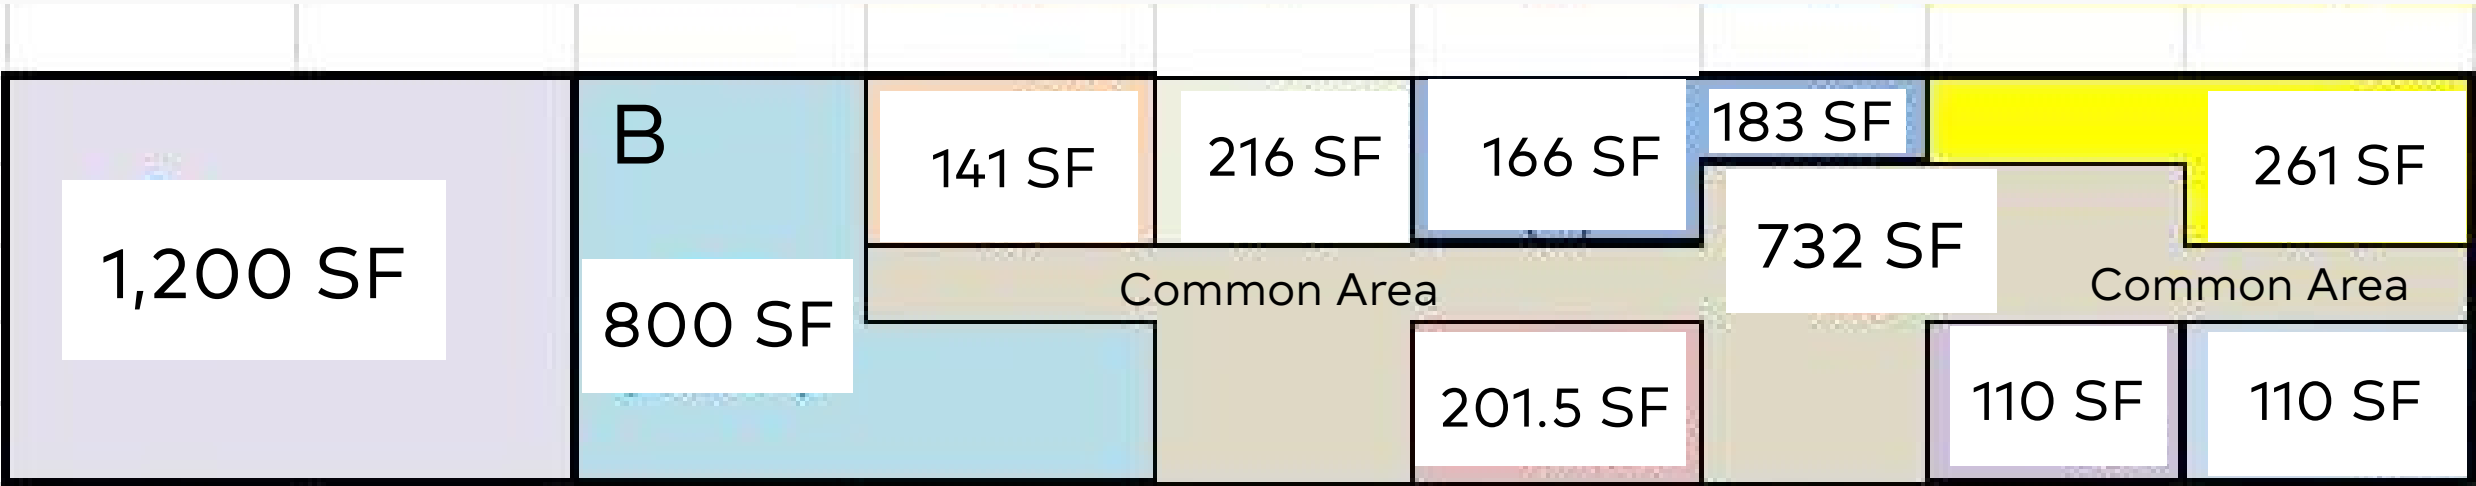 B
1,200 SF
800 SF
141 SF
216 SF
166 SF
183 SF
261 SF
732 SF
Common Area
Common Area
201.5 SF
110 SF
110 SF